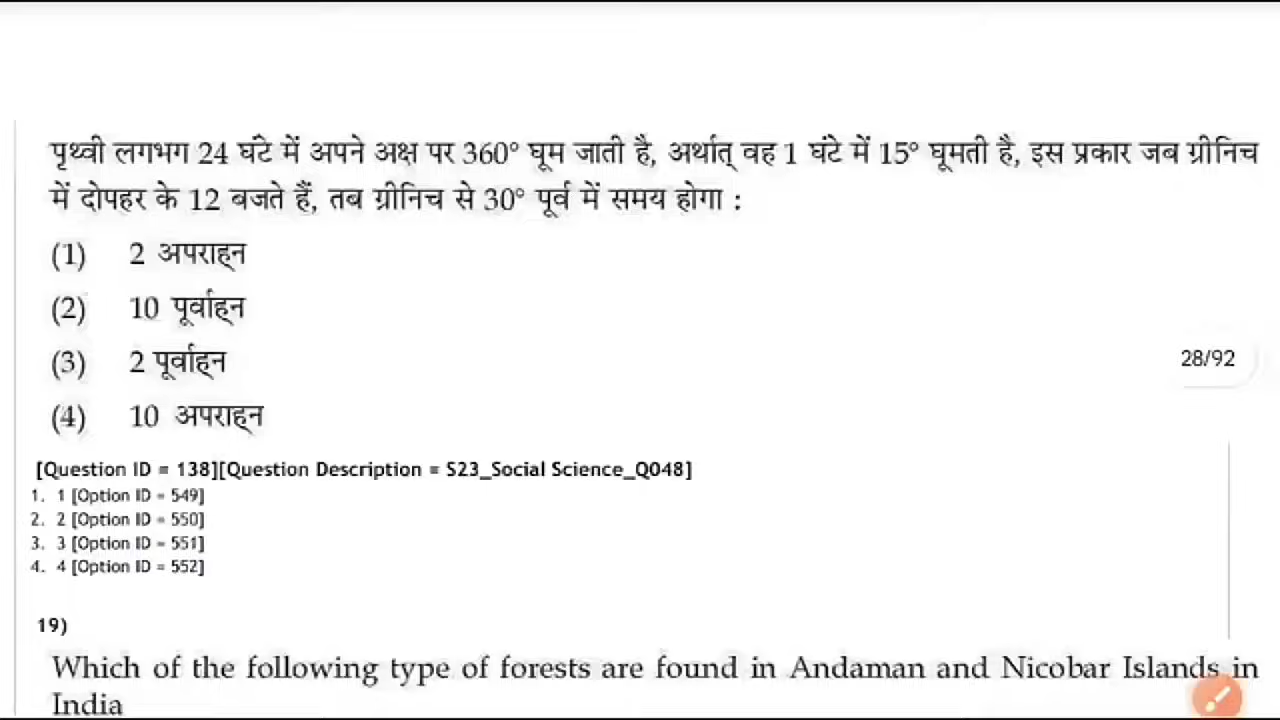 पृथ्वी लगभग 24 घंटे में अपने अक्ष पर 360° घूम जाती है, अर्थात् वह 1 घंटे में 15° घूमती है, इस प्रकार जब ग्रीनिच
में दोपहर के 12 बजते हैं, तब ग्रीनिच से 30° पूर्व में समय होगा :
(1) 2 अपराह्न
(2) 10 पूर्वाह्न
(3) 2 पूर्वाह्न
28/92
(4) 10 अपराह्न
[Question ID = 138][Question Description = S23_Social Science_Q048]
1. 1 [Option ID = 549]
2. 2 [Option ID = 550]
3. 3 [Option ID = 551]
4. 4 [Option ID = 552]
19)
Which of the following type of forests are found in Andaman and Nicobar Islands in
India